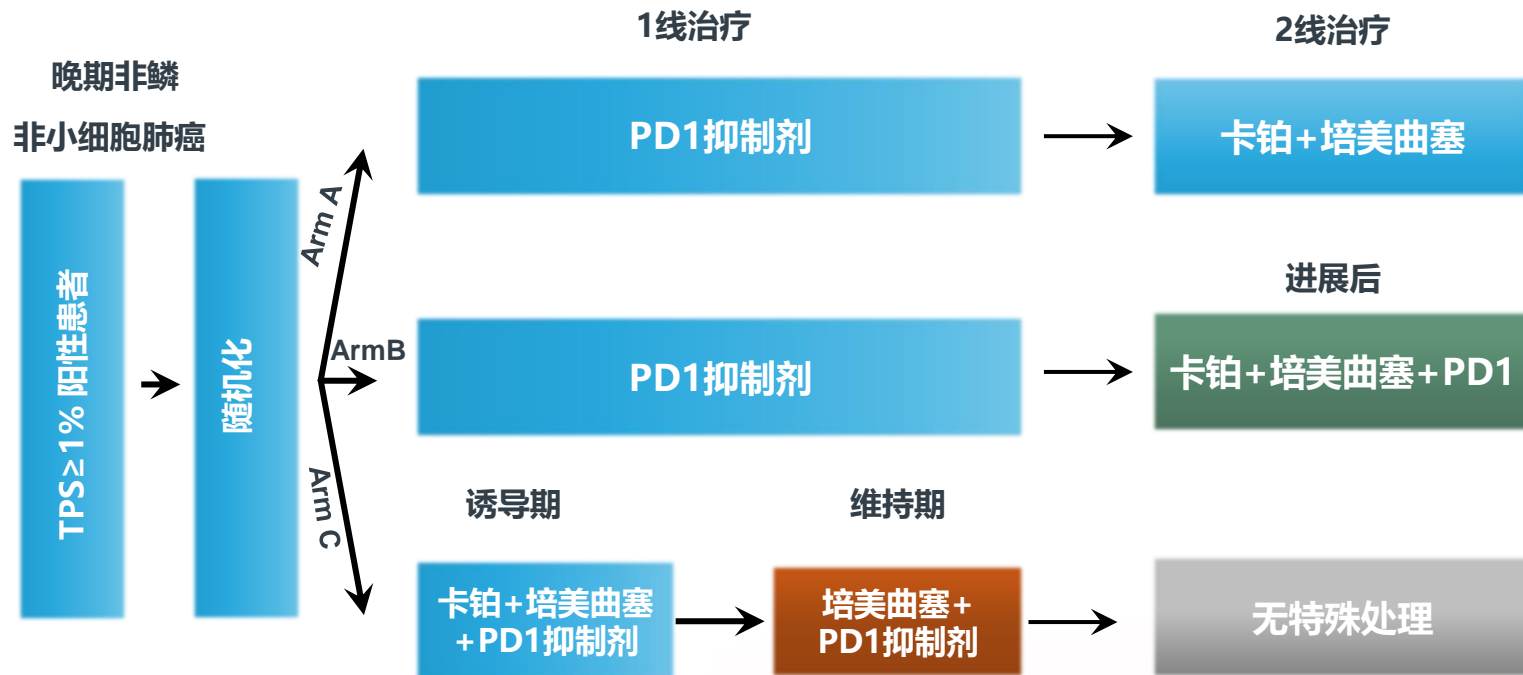 1线治疗
2线治疗
晚期非鳞
非小细胞肺癌
TPS≥1% 阳性患者
随机化
Arm A
PD1抑制剂
卡铂+培美曲塞
ArmB
PD1抑制剂
进展后
卡铂+培美曲塞+PD1
Arm C
诱导期
维持期
卡铂+培美曲塞
+PD1抑制剂
培美曲塞+
PD1抑制剂
无特殊处理